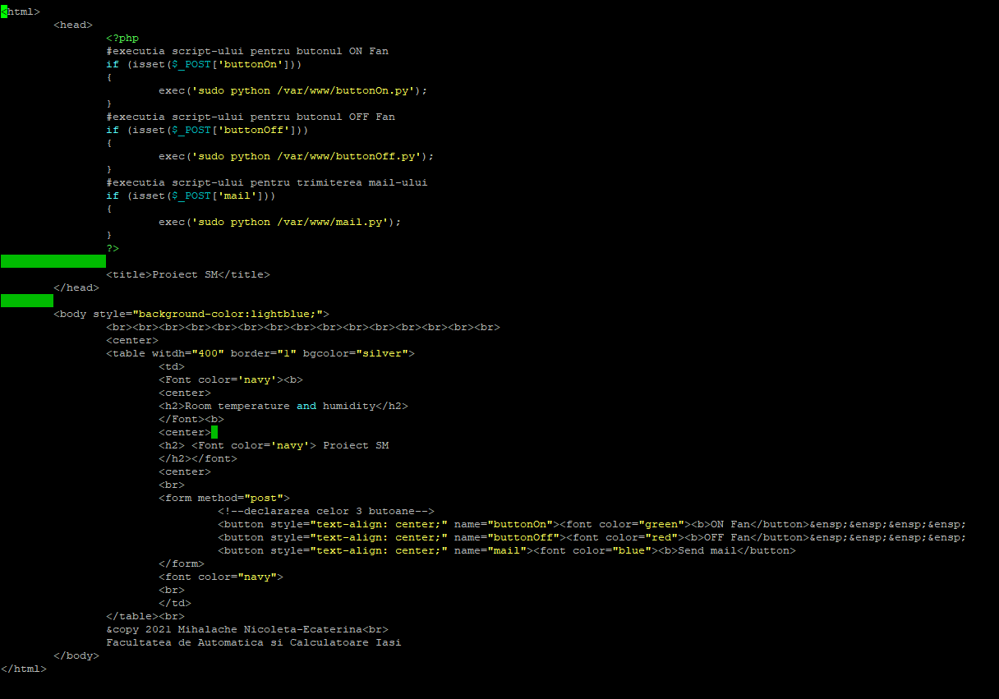 <html>
<head>
<?php
#executia script-ului pentru butonul ON Fan
if (isset($_POST['buttonOn']))
{
exec('sudo python /var/www/buttonOn.py');
}
#executia script-ului pentru butonul OFF Fan
if (isset($_POST['buttonOff']))
{
exec('sudo python /var/www/buttonOff.py');
}
#executia script-ului pentru trimiterea mail-ului
if (isset($_POST['mail']))
{
exec('sudo python /var/www/mail.py');
}
?>
<title>Proiect SM</title>
</head>
<body style="background-color:lightblue;">
<br><br><br><br><br><br><br><br><br><br><br><br><br><br><br>
<center>
<table witdh="400" border="1" bgcolor="silver">
<td>
<Font color='navy'><b>
<center>
<h2>Room temperature and humidity</h2>
</Font><b>
<center>
<h2> <Font color='navy'> Proiect SM
</h2></font>
<center>
<br>
<form method="post">
<!--declararea celor 3 butoane-->
<button style="text-align: center;" name="buttonOn"><font color="green"><b>ON Fan</button>&ensp;&ensp;&ensp;&ensp;
<button style="text-align: center;" name="buttonOff"><font color="red"><b>OFF Fan</button>&ensp;&ensp;&ensp;&ensp;
<button style="text-align: center;" name="mail"><font color="blue"><b>Send mail</button>
</form>
<font color="navy">
<br>
</td>
</table><br>
&copy 2021 Mihalache Nicoleta-Ecaterina<br>
Facultatea de Automatica si Calculatoare Iasi
</body>
</html>